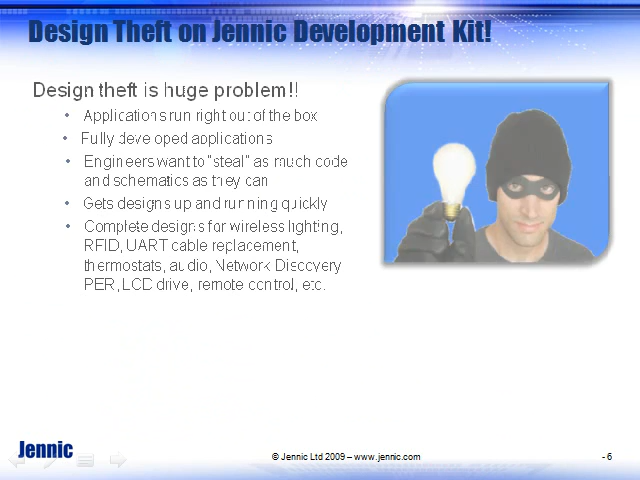 Design Theft on Jennic Development Kit!
Design theft is huge problem!!
• Applications run right out of the box
• Fully developed applications
• Engineers want to "steal" as much code
and schematics as they can
• Gets designs up and running quickly
• Complete designs for wireless lighting,
RFID, UART cable replacement,
thermostats, audio, Network Discovery
PER, LCD drive, remote control, etc.
Jennic
© Jennic Ltd 2009 – www.jennic.com
- 6